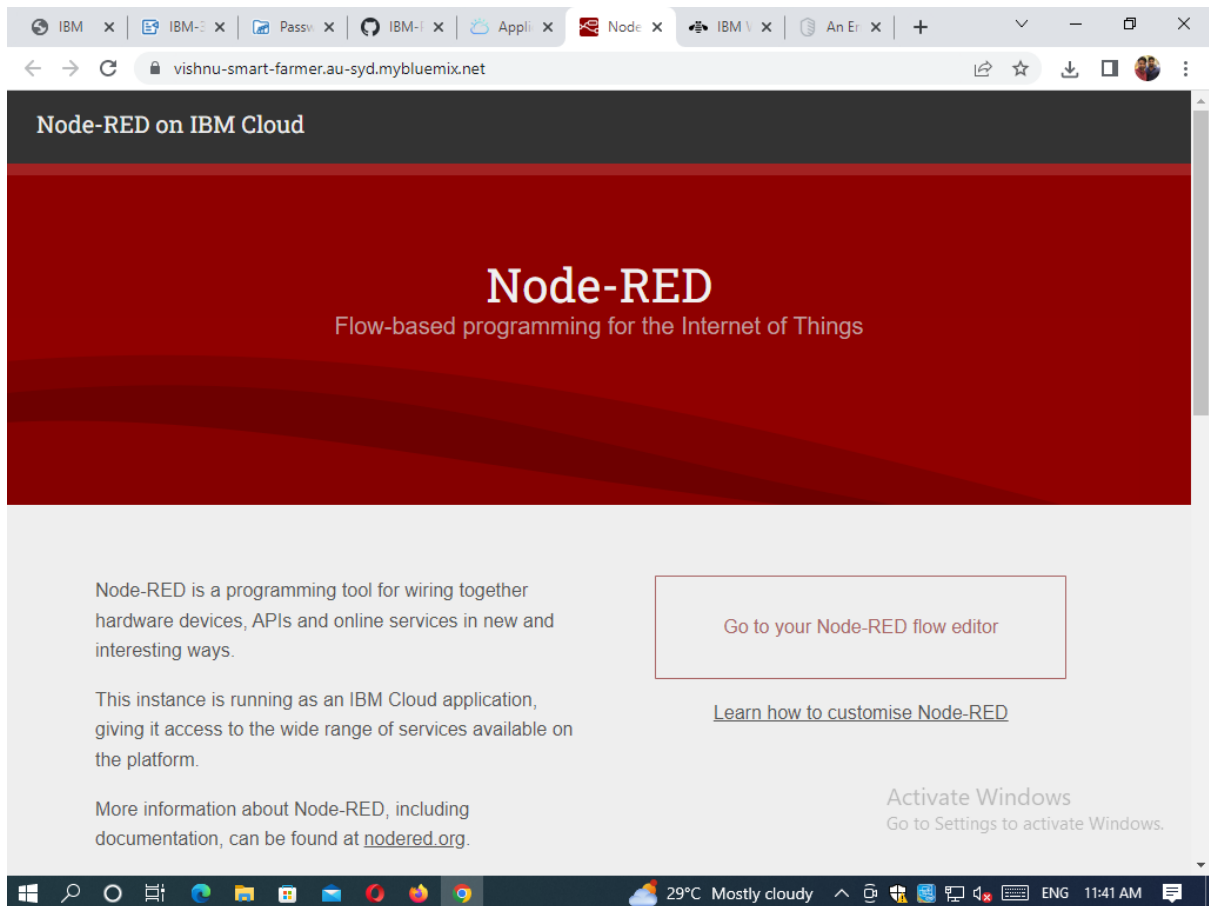 IBM
IBM-
Passw
IBM-
Appli
Node
IBM
An En
vishnu-smart-farmer.au-syd.mybluemix.net
Node-RED on IBM Cloud
Node-RED
Flow-based programming for the Internet of Things
Node-RED is a programming tool for wiring together
hardware devices, APIs and online services in new and
interesting ways.
This instance is running as an IBM Cloud application,
giving it access to the wide range of services available on
the platform.
More information about Node-RED, including
documentation, can be found at nodered.org.
Go to your Node-RED flow editor
Learn how to customise Node-RED
Activate Windows
Go to Settings to activate Windows.
29°C Mostly cloudy
ENG
11:41 AM